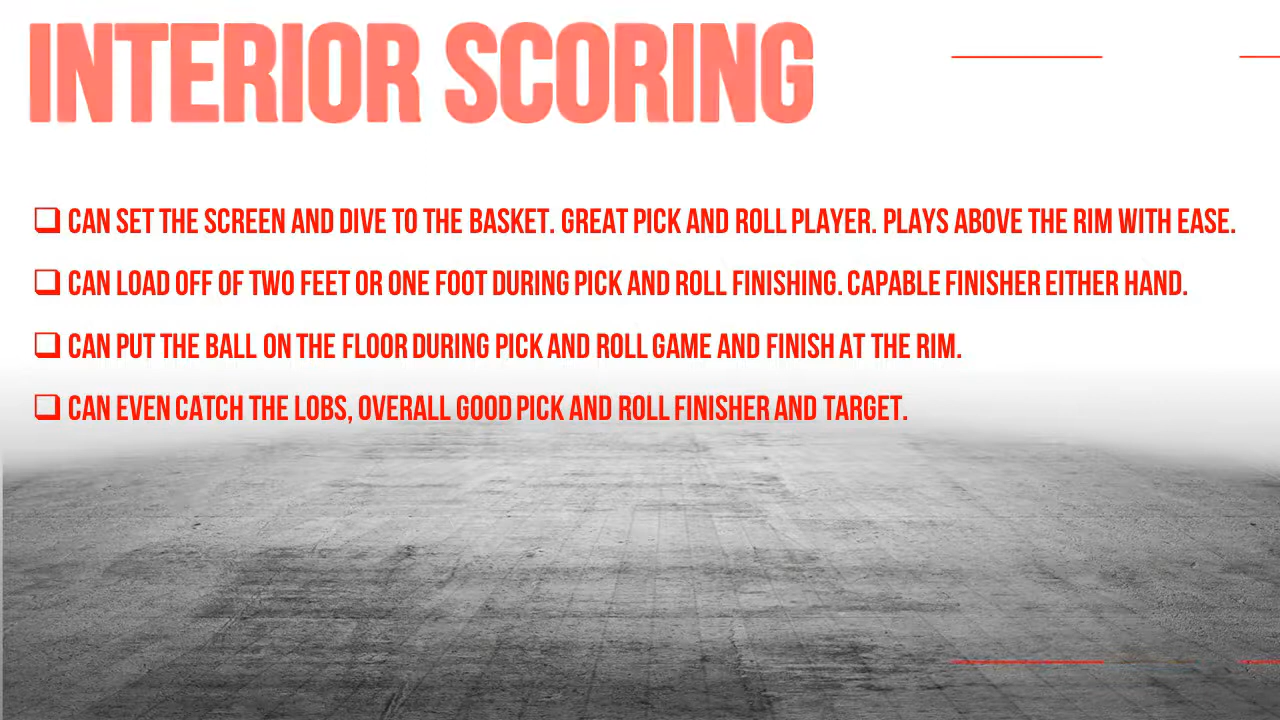 INTERIOR SCORING
❑ CAN SET THE SCREEN AND DIVE TO THE BASKET. GREAT PICK AND ROLL PLAYER. PLAYS ABOVE THE RIM WITH EASE.
❑ CAN LOAD OFF OF TWO FEET OR ONE FOOT DURING PICK AND ROLL FINISHING. CAPABLE FINISHER EITHER HAND.
❑ CAN PUT THE BALL ON THE FLOOR DURING PICK AND ROLL GAME AND FINISH AT THE RIM.
❑ CAN EVEN CATCH THE LOBS, OVERALL GOOD PICK AND ROLL FINISHER AND TARGET.